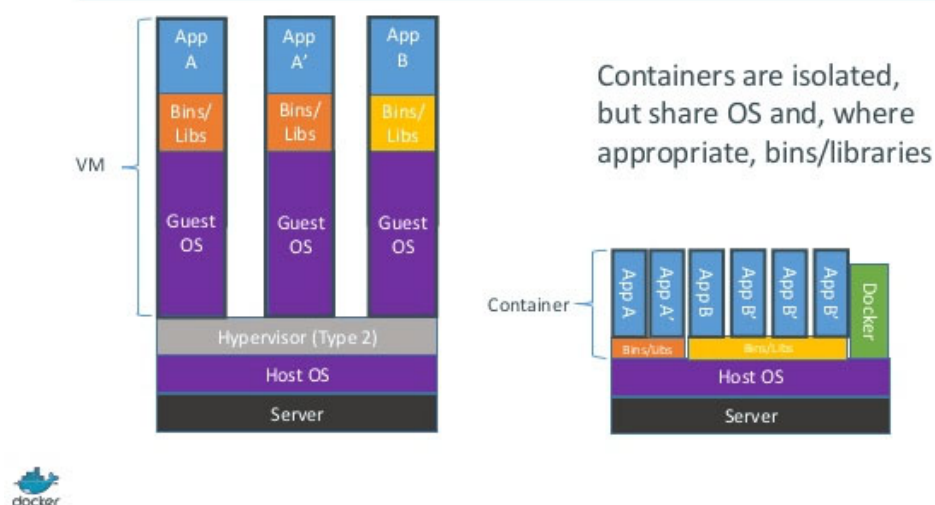 App
A
App
A'
App
B
Bins/
Libs
Bins/
Libs
Bins/
Libs
VM
Guest
OS
Guest
OS
Guest
OS
Hypervisor (Type 2)
Host OS
Server
Containers are isolated,
but share OS and, where
appropriate, bins/libraries
Container
App A
App A'
App B
App B'
App B'
App B'
Docker
Bins/Libs
Bins/Libs
Host OS
Server
docker